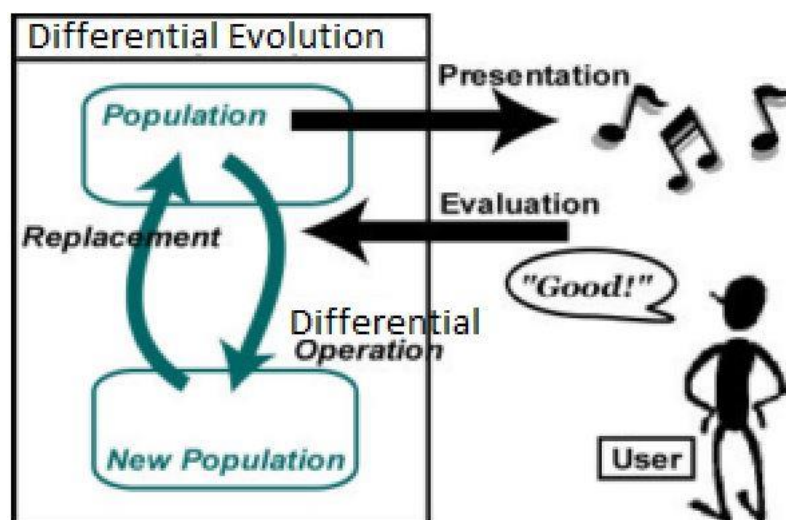 Differential Evolution
Presentation
Population
Evaluation
Replacement
"Good!"
Differential
Operation
New Population
User